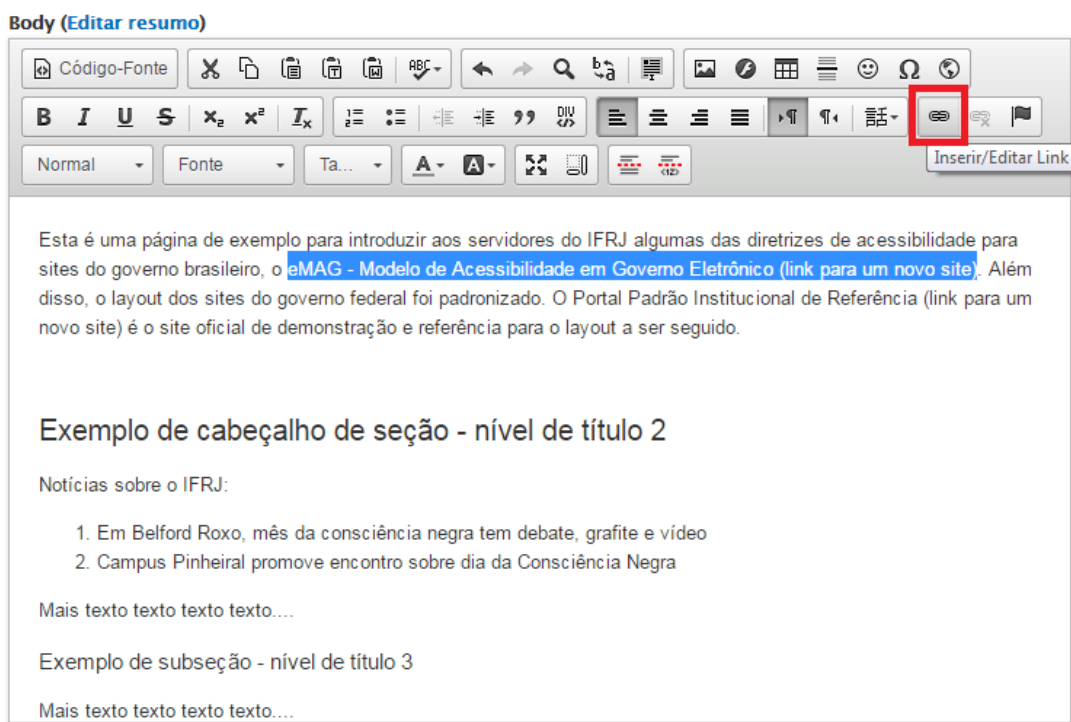 Body (Editar resumo)
Código-Fonte
Normal
Fonte
Ta...
Inserir/Editar Link
Esta é uma página de exemplo para introduzir aos servidores do IFRJ algumas das diretrizes de acessibilidade para
sites do governo brasileiro, o eMAG - Modelo de Acessibilidade em Governo Eletrônico (link para um novo site). Além
disso, o layout dos sites do governo federal foi padronizado. O Portal Padrão Institucional de Referência (link para um
novo site) é o site oficial de demonstração e referência para o layout a ser seguido.
Exemplo de cabeçalho de seção - nível de título 2
Notícias sobre o IFRJ:
1. Em Belford Roxo, mês da consciência negra tem debate, grafite e vídeo
2. Campus Pinheiral promove encontro sobre dia da Consciência Negra
Mais texto texto texto texto....
Exemplo de subseção - nível de título 3
Mais texto texto texto texto....